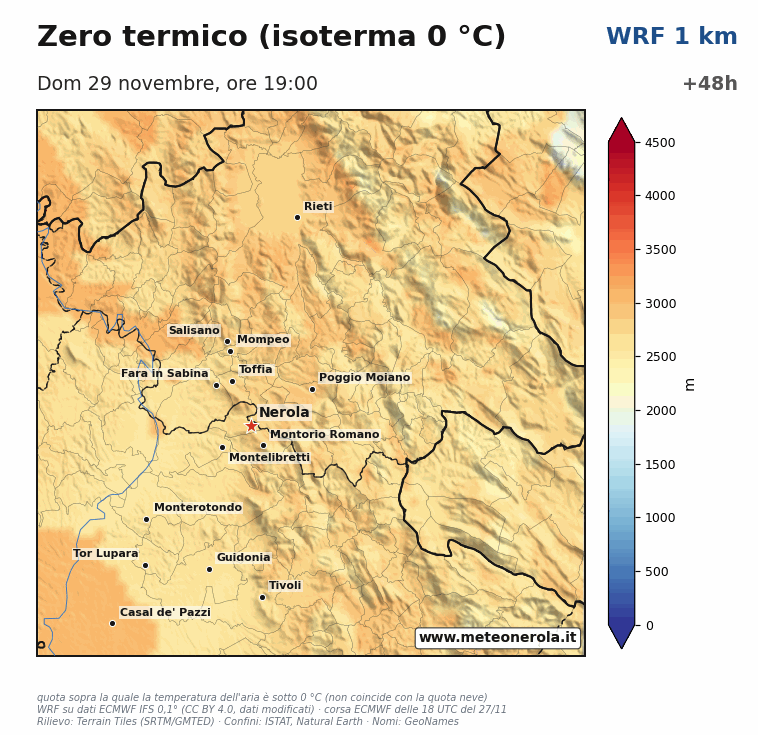 Zero termico (isoterma 0 °C)
WRF 1 km
Dom 29 novembre, ore 19:00
+48h
Rieti
Salisano
Mompeo
Toffia
Fara in Sabina
Poggio Moiano
Nerola
Montorio Romano
Montelibretti
Monterotondo
Tor Lupara
Guidonia
Tivoli
Casal de' Pazzi
www.meteonerola.it
4500
4000
3500
3000
2500
2000
1500
1000
500
0
m
quota sopra la quale la temperatura dell'aria è sotto 0 °C (non coincide con la quota neve)
WRF su dati ECMWF IFS 0,1° (CC BY 4.0, dati modificati) · corsa ECMWF delle 18 UTC del 27/11
Rilievo: Terrain Tiles (SRTM/GMTED) · Confini: ISTAT, Natural Earth · Nomi: GeoNames